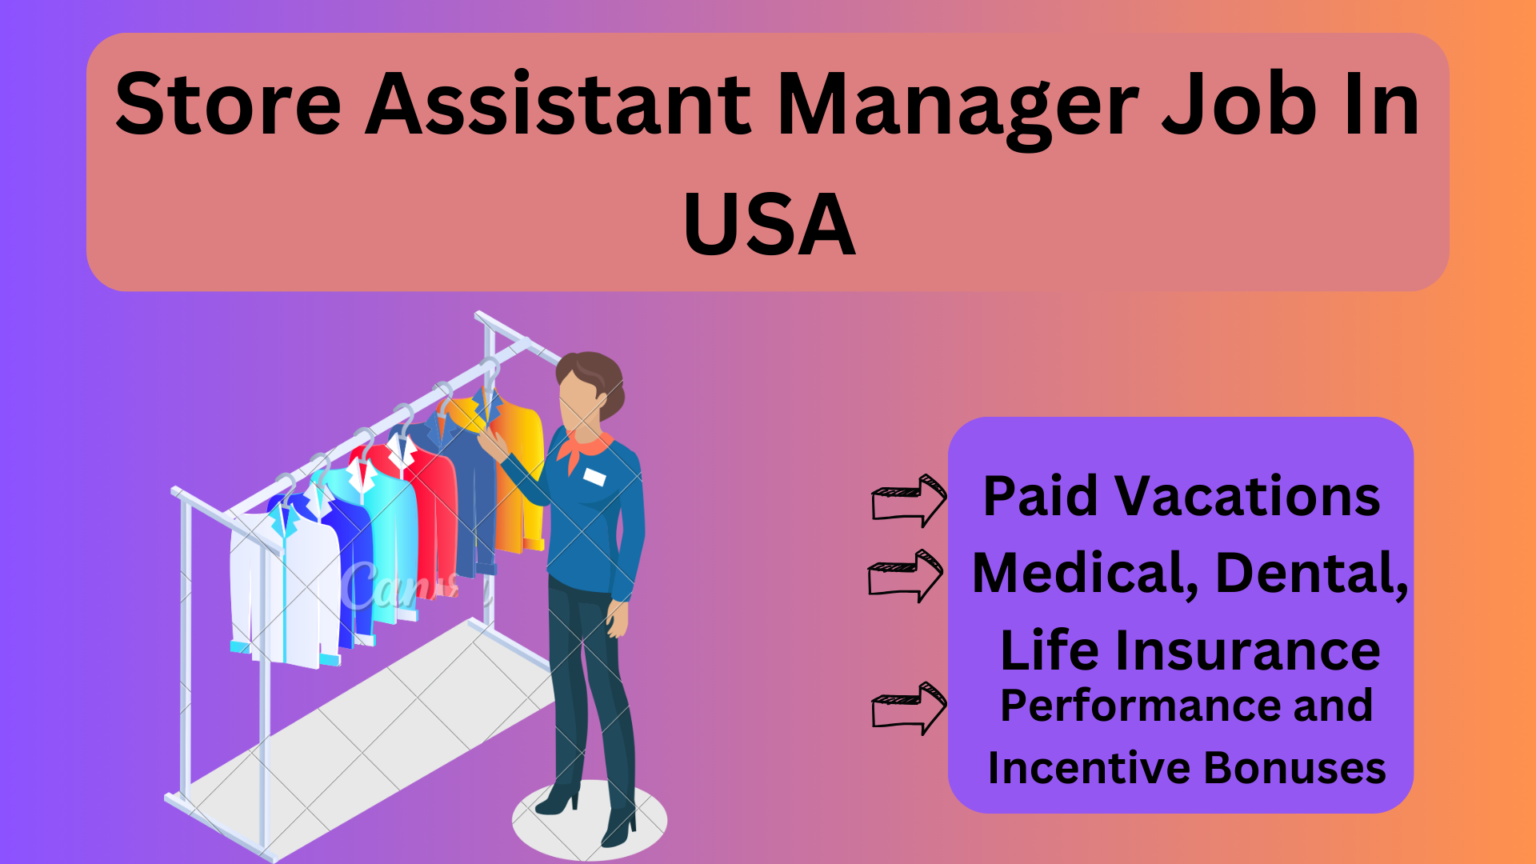 Store Assistant Manager Job In
USA
Paid Vacations
Medical, Dental,
Life Insurance
Performance and
Incentive Bonuses